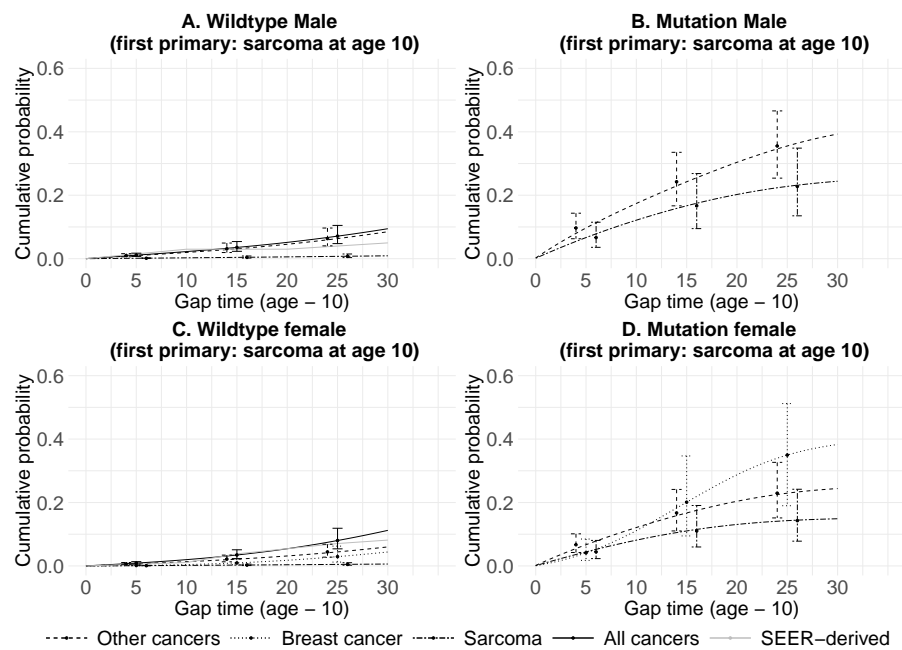 A. Wildtype Male
(first primary: sarcoma at age 10)
Cumulative probability
0.6
0.4
0.2
0.0
0 5 10 15 20 25 30
Gap time (age − 10)
B. Mutation Male
(first primary: sarcoma at age 10)
Cumulative probability
0.6
0.4
0.2
0.0
0 5 10 15 20 25 30
Gap time (age − 10)
C. Wildtype female
(first primary: sarcoma at age 10)
Cumulative probability
0.6
0.4
0.2
0.0
0 5 10 15 20 25 30
Gap time (age − 10)
D. Mutation female
(first primary: sarcoma at age 10)
Cumulative probability
0.6
0.4
0.2
0.0
0 5 10 15 20 25 30
Gap time (age − 10)
Other cancers Breast cancer Sarcoma All cancers SEER−derived